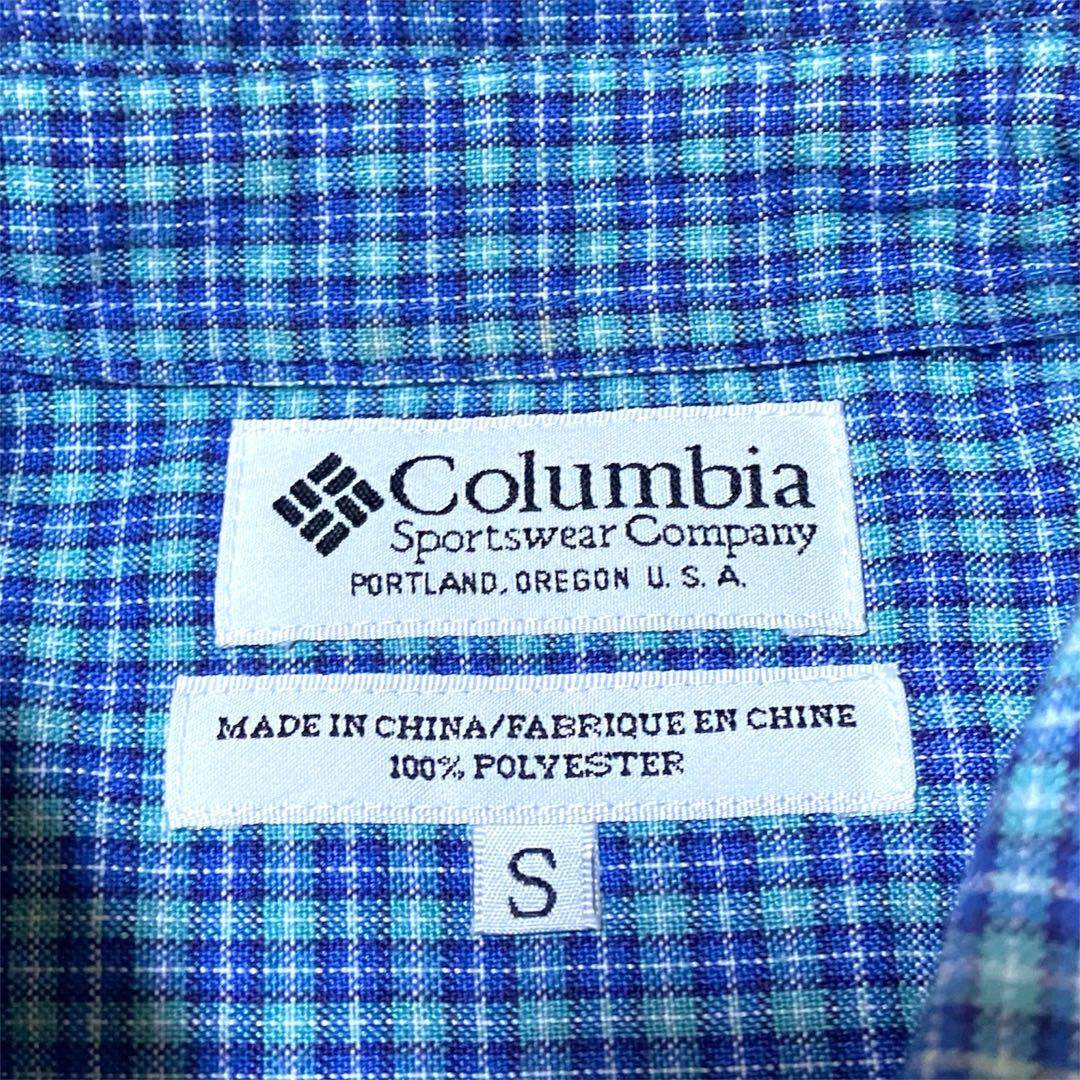 Columbia
Sportswear Company
PORTLAND, OREGON U. S. A.
MADE IN CHINA/FABRIQUE EN CHINE
100% POLYESTER
S